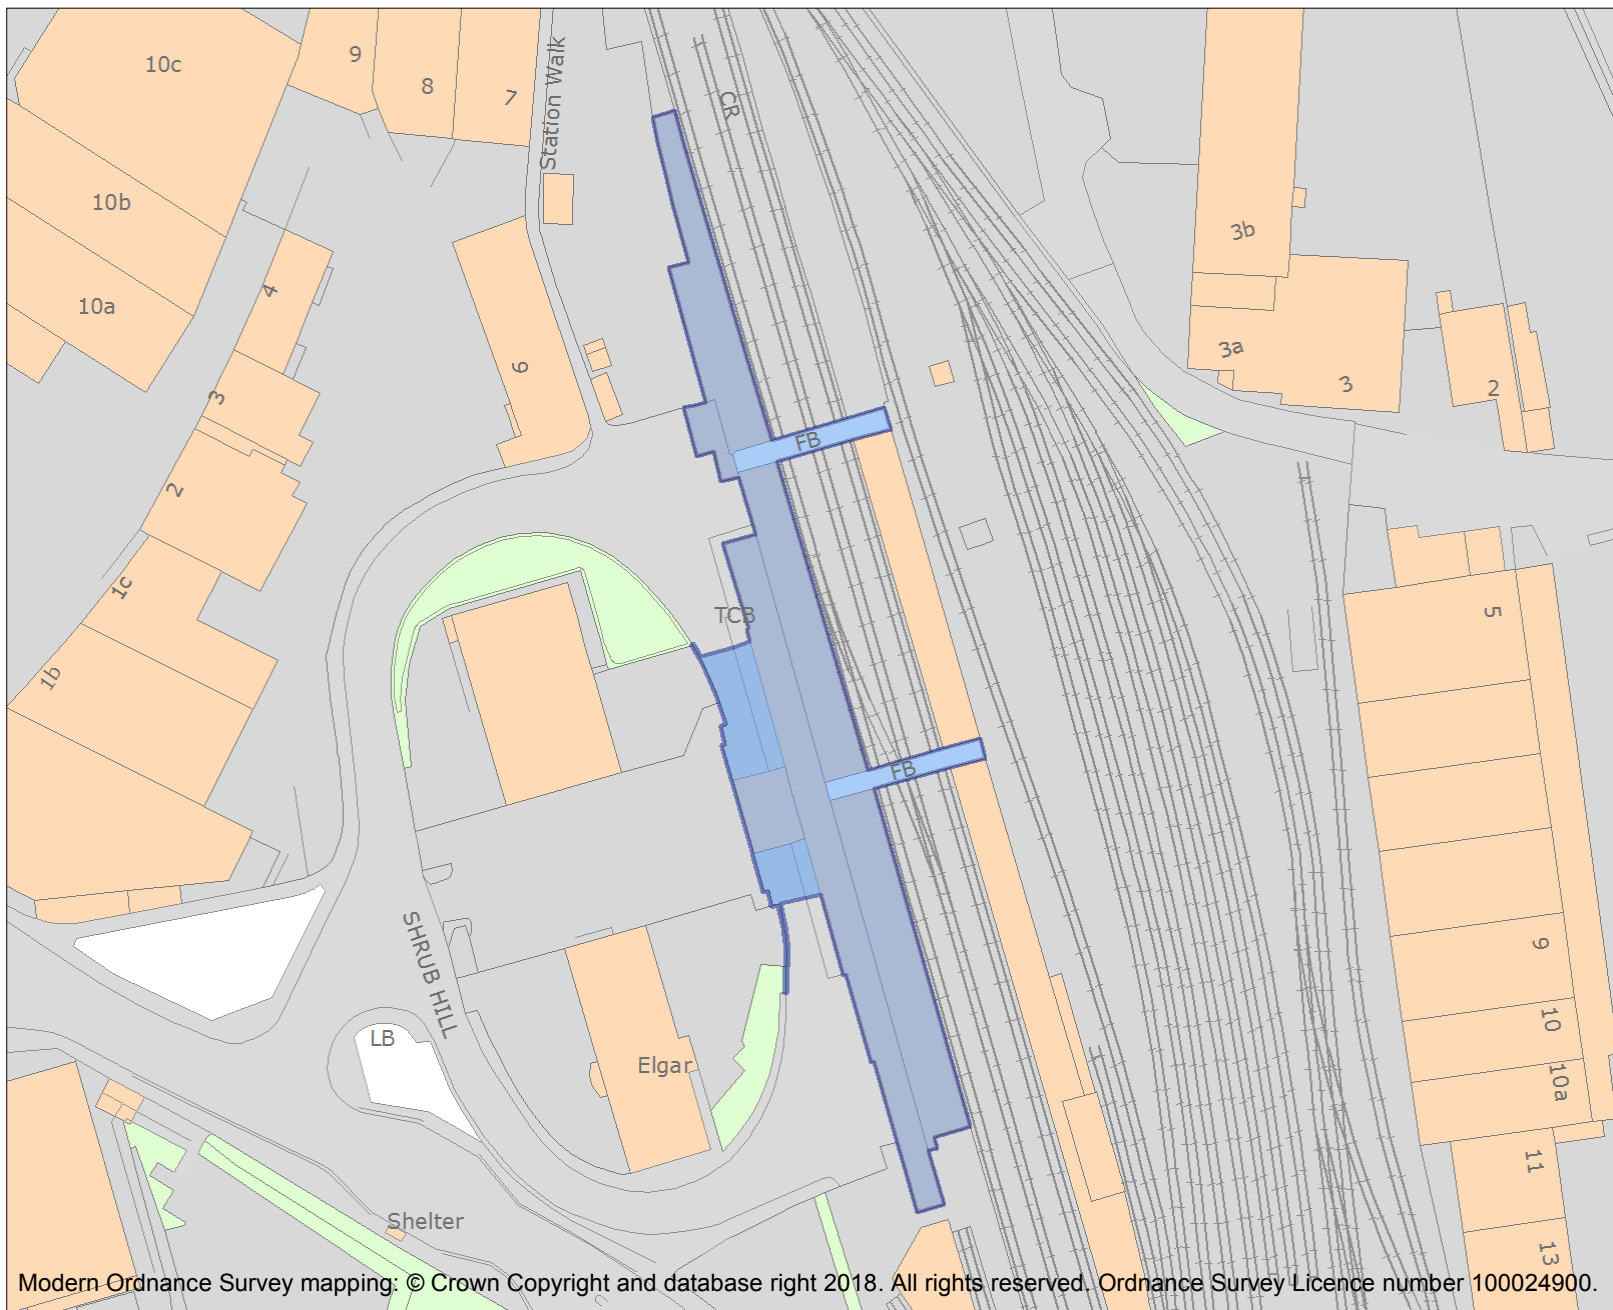 10c
9
8
7
Station Walk
CR
10b
3b
4
10a
3a
6
3
2
3
FB
2
1c
5
TCB
1b
FB
SHRUB HILL
9
10
LB
Elgar
10a
11
Shelter
13
Modern Ordnance Survey mapping: © Crown Copyright and database right 2018. All rights reserved. Ordnance Survey Licence number 100024900.